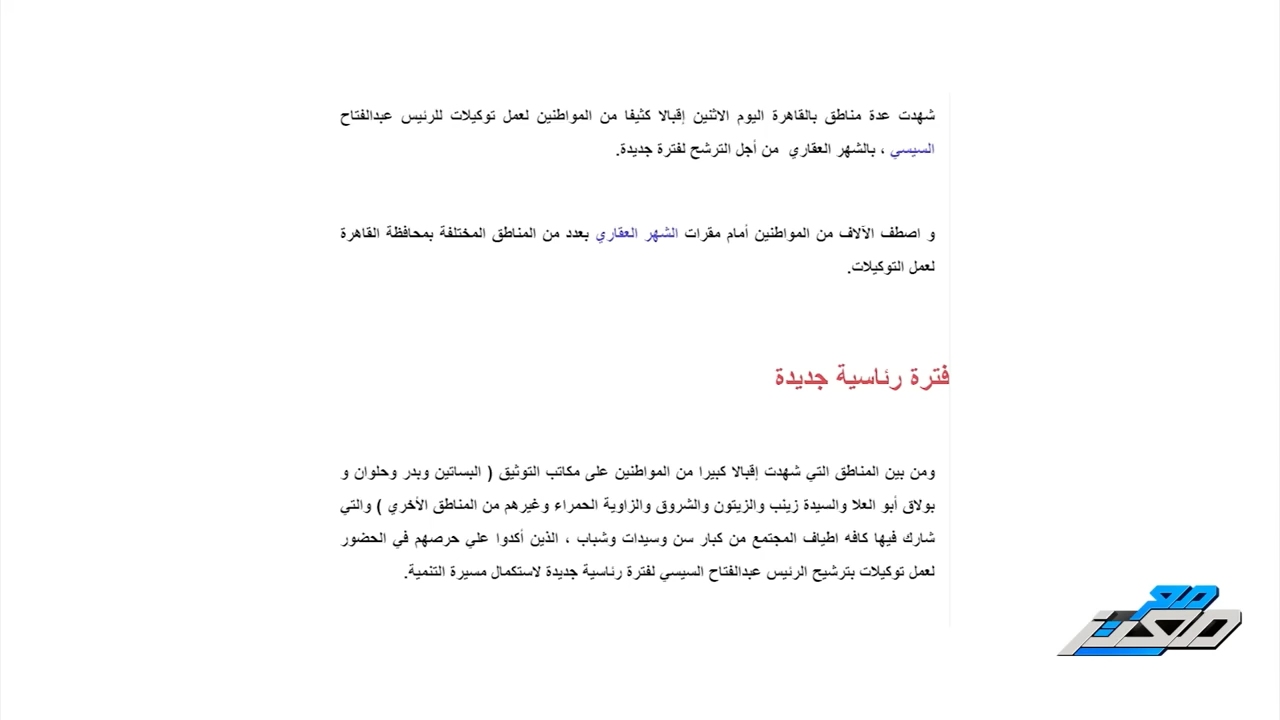 شهدت عدة مناطق بالقاهرة اليوم الاثنين إقبالا كثيفا من المواطنين لعمل توكيلات للرئيس عبدالفتاح
السيسي ، بالشهر العقاري من أجل الترشح لفترة جديدة.
و اصطف الآلاف من المواطنين أمام مقرات الشهر العقاري بعدد من المناطق المختلفة بمحافظة القاهرة
لعمل التوكيلات.
فترة رئاسية جديدة
ومن بين المناطق التي شهدت إقبالا كبيرا من المواطنين على مكاتب التوثيق ( البساتين وبدر وحلوان و
بولاق أبو العلا والسيدة زينب والزيتون والشروق والزاوية الحمراء وغيرهم من المناطق الأخري ) والتي
شارك فيها كافه اطياف المجتمع من كبار سن وسيدات وشباب ، الذين أكدوا علي حرصهم في الحضور
لعمل توكيلات بترشيح الرئيس عبدالفتاح السيسي لفترة رئاسية جديدة لاستكمال مسيرة التنمية.
مع
معتز